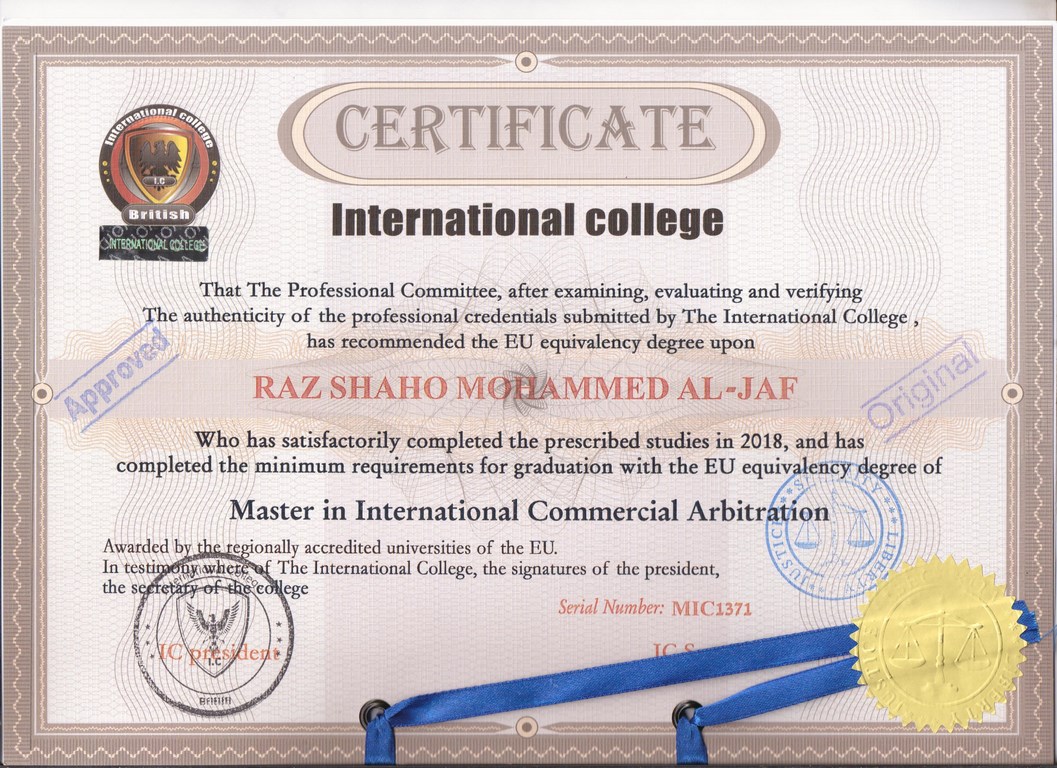 CERTIFICATE
International college
British
I.C
INTERNATIONAL COLLEGE
International college
That The Professional Committee, after examining, evaluating and verifying
The authenticity of the professional credentials submitted by The International College ,
has recommended the EU equivalency degree upon
Approved
Original
RAZ SHAHO MOHAMMED AL-JAF
Who has satisfactorily completed the prescribed studies in 2018, and has
completed the minimum requirements for graduation with the EU equivalency degree of
Master in International Commercial Arbitration
SECURITY
JUSTICE
LIBERTY
Awarded by the regionally accredited universities of the EU.
In testimony where of The International College, the signatures of the president,
the secretary of the college
Serial Number: MIC1371
International College
I.C
British
IC president
IC S